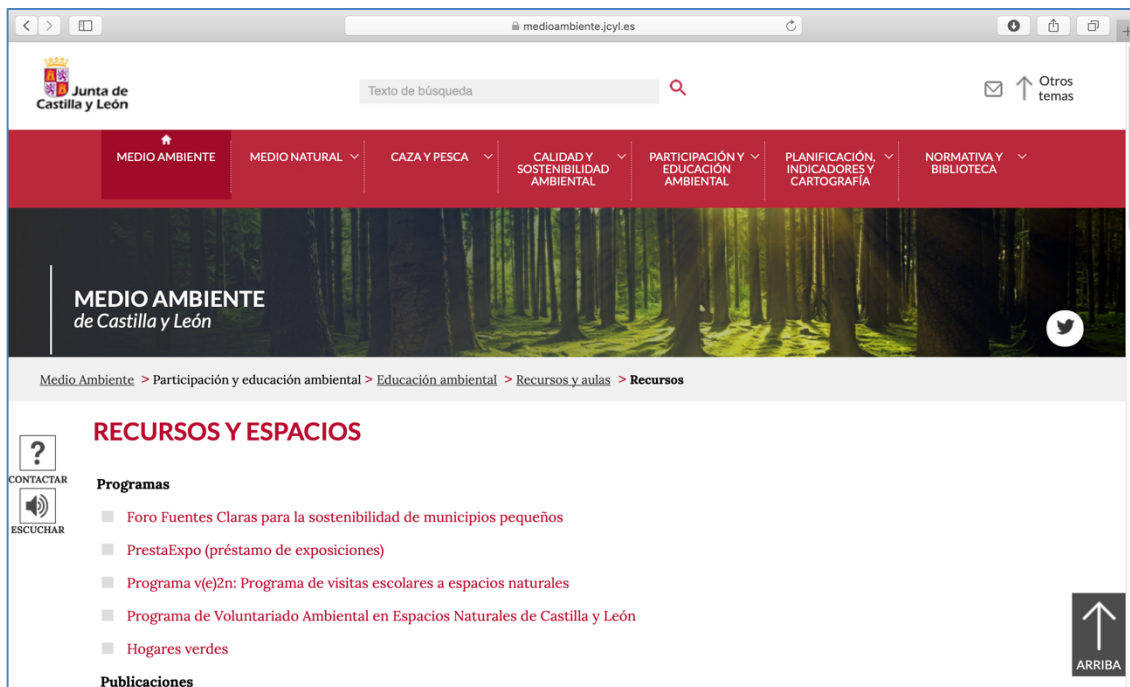 medioambiente.jcyl.es
Junta de
Castilla y León
Texto de búsqueda
Otros
temas
MEDIO AMBIENTE
MEDIO NATURAL
CAZA Y PESCA
CALIDAD Y
SOSTENIBILIDAD
AMBIENTAL
PARTICIPACIÓN Y
EDUCACIÓN
AMBIENTAL
PLANIFICACIÓN,
INDICADORES Y
CARTOGRAFÍA
NORMATIVA Y
BIBLIOTECA
MEDIO AMBIENTE
de Castilla y León
Medio Ambiente > Participación y educación ambiental > Educación ambiental > Recursos y aulas > Recursos
RECURSOS Y ESPACIOS
?
CONTACTAR
ESCUCHAR
Programas
Foro Fuentes Claras para la sostenibilidad de municipios pequeños
PrestaExpo (préstamo de exposiciones)
Programa v(e)2n: Programa de visitas escolares a espacios naturales
Programa de Voluntariado Ambiental en Espacios Naturales de Castilla y León
Hogares verdes
ARRIBA
Publicaciones